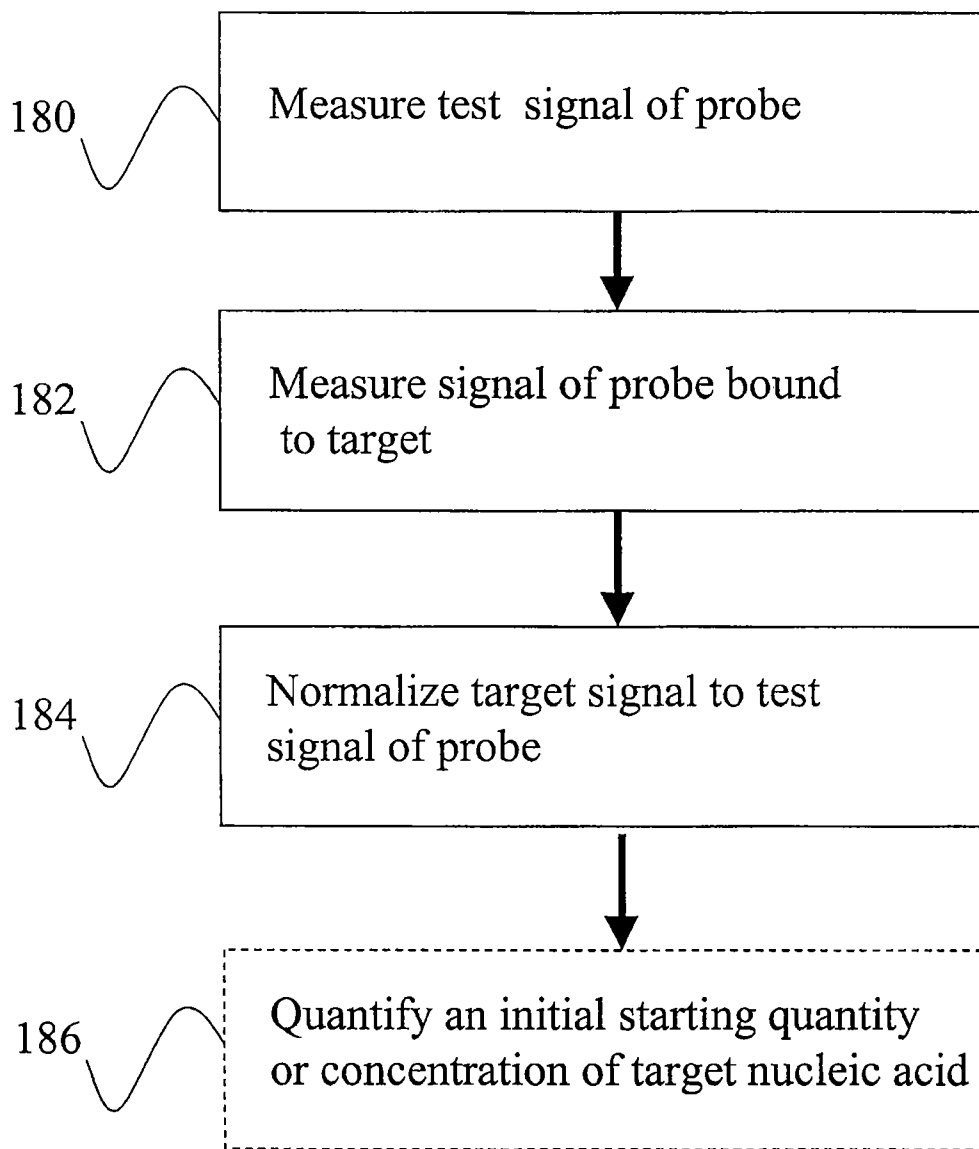 180
Measure test signal of probe
182
Measure signal of probe bound
to target
184
Normalize target signal to test
signal of probe
186
Quantify an initial starting quantity
or concentration of target nucleic acid